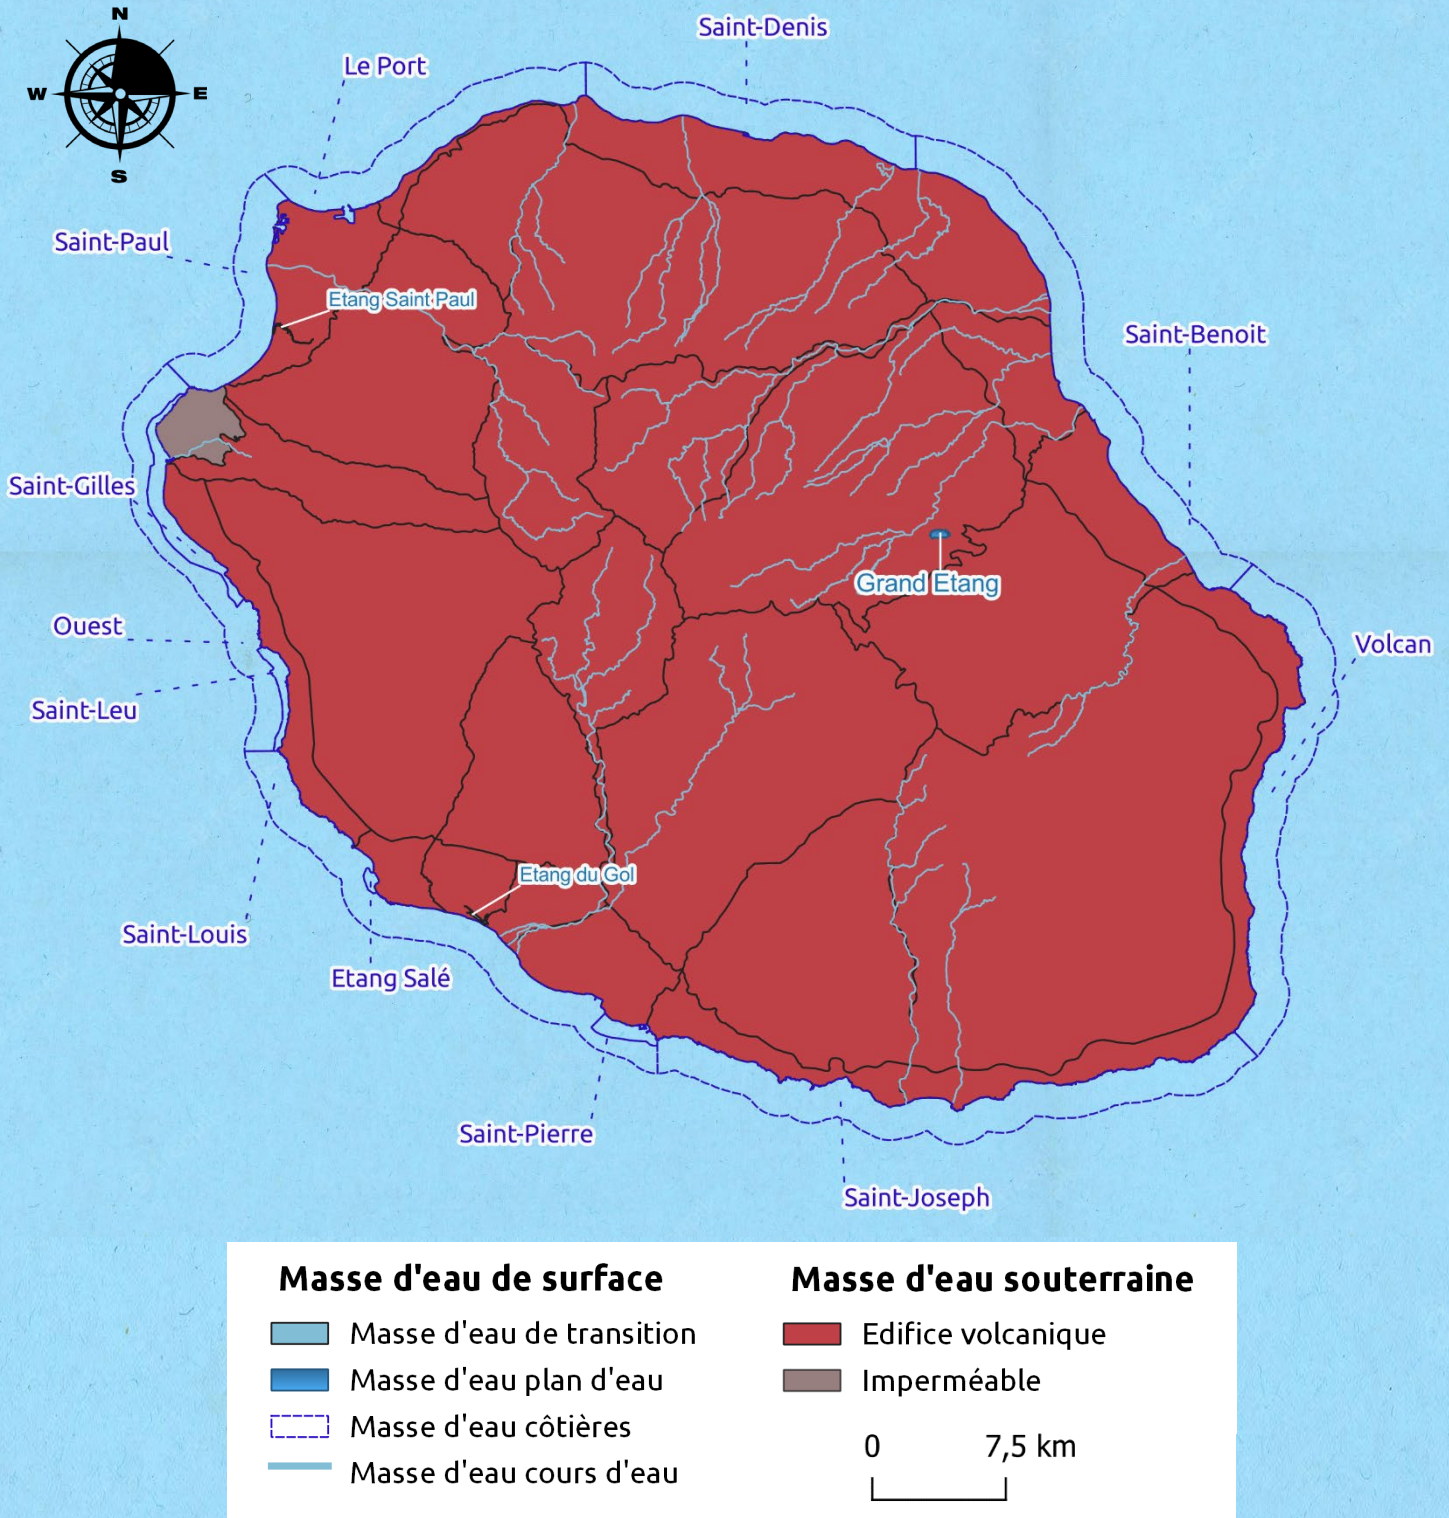 N
W
E
S
Saint-Denis
Le Port
Saint-Paul
Etang Saint Paul
Saint-Benoit
Saint-Gilles
Grand Etang
Ouest
Volcan
Saint-Leu
Etang du Gol
Saint-Louis
Etang Salé
Saint-Pierre
Saint-Joseph
Masse d'eau de surface
Masse d'eau de transition
Masse d'eau plan d'eau
Masse d'eau côtières
Masse d'eau cours d'eau
Masse d'eau souterraine
Edifice volcanique
Imperméable
0 7,5 km